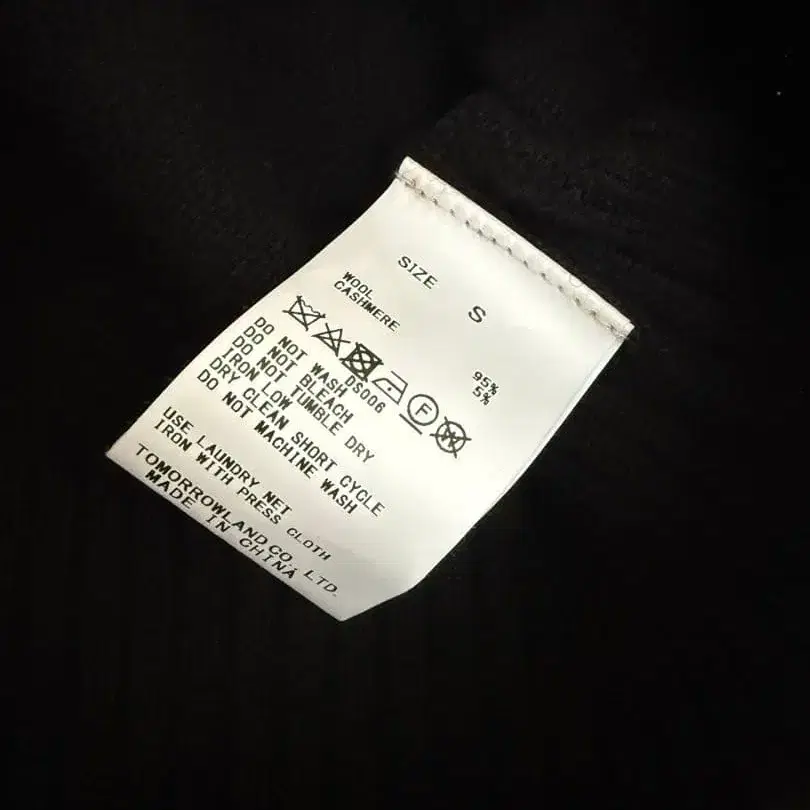 SIZE S
WOOL 95%
CASHMERE 5%
F
W
DS006
DO NOT WASH
DO NOT BLEACH
DO NOT TUMBLE DRY
IRON LOW
DRY CLEAN SHORT CYCLE
DO NOT MACHINE WASH
USE LAUNDRY NET
IRON WITH PRESS CLOTH
TOMORROWLAND CO., LTD.
MADE IN CHINA